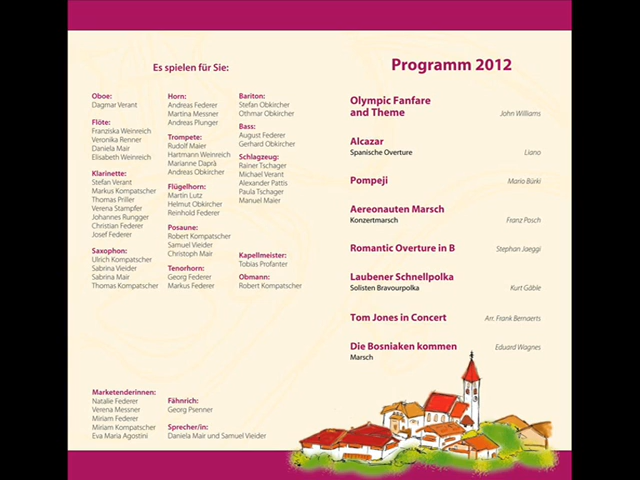 Es spielen für Sie:
Oboe:
Dagmar Verant
Flöte:
Franziska Weinreich
Veronika Renner
Daniela Mair
Elisabeth Weinreich
Klarinette:
Stefan Verant
Markus Kompatscher
Thomas Priller
Verena Stampfer
Johannes Rungger
Christian Federer
Josef Federer
Saxophon:
Ulrich Kompatscher
Sabrina Vieider
Sabrina Mair
Thomas Kompatscher
Horn:
Andreas Federer
Martina Messner
Andreas Plunger
Trompete:
Rudolf Maier
Hartmann Weinreich
Marianne Daprà
Andreas Obkircher
Flügelhorn:
Martin Lutz
Helmut Obkircher
Reinhold Federer
Posaune:
Robert Kompatscher
Samuel Vieider
Christoph Mair
Tenorhorn:
Georg Federer
Markus Federer
Bariton:
Stefan Obkircher
Othmar Obkircher
Bass:
August Federer
Gerhard Obkircher
Schlagzeug:
Rainer Tschager
Michael Verant
Alexander Pattis
Paula Tschager
Manuel Maier
Kapellmeister:
Tobias Profanter
Obmann:
Robert Kompatscher
Marketenderinnen:
Natalie Federer
Verena Messner
Miriam Federer
Miriam Kompatscher
Eva Maria Agostini
Fähnrich:
Georg Psenner
Sprecher/in:
Daniela Mair und Samuel Vieider
Programm 2012
Olympic Fanfare
and Theme John Williams
Alcazar
Spanische Overture Liano
Pompeji Mario Bürki
Aereonauten Marsch
Konzertmarsch Franz Posch
Romantic Overture in B Stephan Jaeggi
Laubener Schnellpolka
Solisten Bravourpolka Kurt Gäble
Tom Jones in Concert Arr. Frank Bernaerts
Die Bosniaken kommen Eduard Wagnes
Marsch